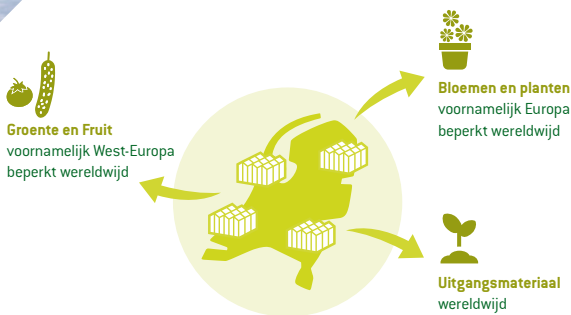 Groente en Fruit
voornamelijk West-Europa
beperkt wereldwijd
Bloemen en planten
voornamelijk Europa
beperkt wereldwijd
Uitgangsmateriaal
wereldwijd